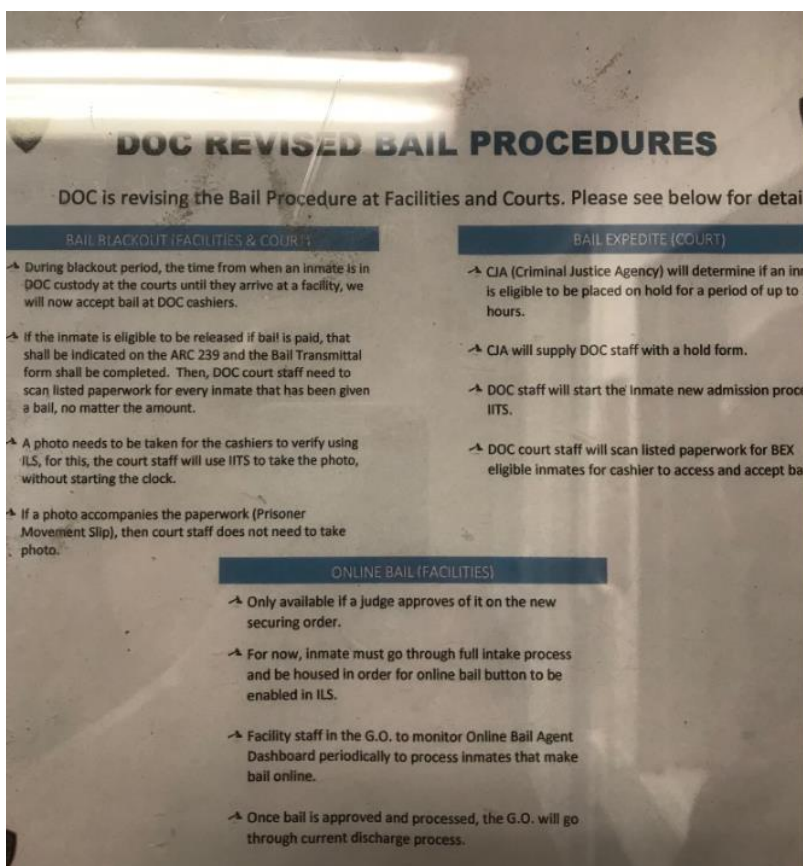 DOC REVISED BAIL PROCEDURES
DOC is revising the Bail Procedure at Facilities and Courts. Please see below for detai
BAIL BLACKOUT (FACILITIES & COURT)
During blackout period, the time from when an inmate is in
DOC custody at the courts until they arrive at a facility, we
will now accept bail at DOC cashiers.
If the inmate is eligible to be released if bail is paid, that
shall be indicated on the ARC 239 and the Bail Transmittal
form shall be completed. Then, DOC court staff need to
scan listed paperwork for every inmate that has been given
a bail, no matter the amount.
A photo needs to be taken for the cashiers to verify using
ILS, for this, the court staff will use IITS to take the photo,
without starting the clock.
If a photo accompanies the paperwork (Prisoner
Movement Slip), then court staff does not need to take
photo.
BAIL EXPEDITE (COURT)
CJA (Criminal Justice Agency) will determine if an inm
is eligible to be placed on hold for a period of up to
hours.
CJA will supply DOC staff with a hold form.
DOC staff will start the inmate new admission proce
IITS.
DOC court staff will scan listed paperwork for BEX
eligible inmates for cashier to access and accept ba
ONLINE BAIL (FACILITIES)
Only available if a judge approves of it on the new
securing order.
For now, inmate must go through full intake process
and be housed in order for online bail button to be
enabled in ILS.
Facility staff in the G.O. to monitor Online Bail Agent
Dashboard periodically to process inmates that make
bail online.
Once bail is approved and processed, the G.O. will go
through current discharge process.